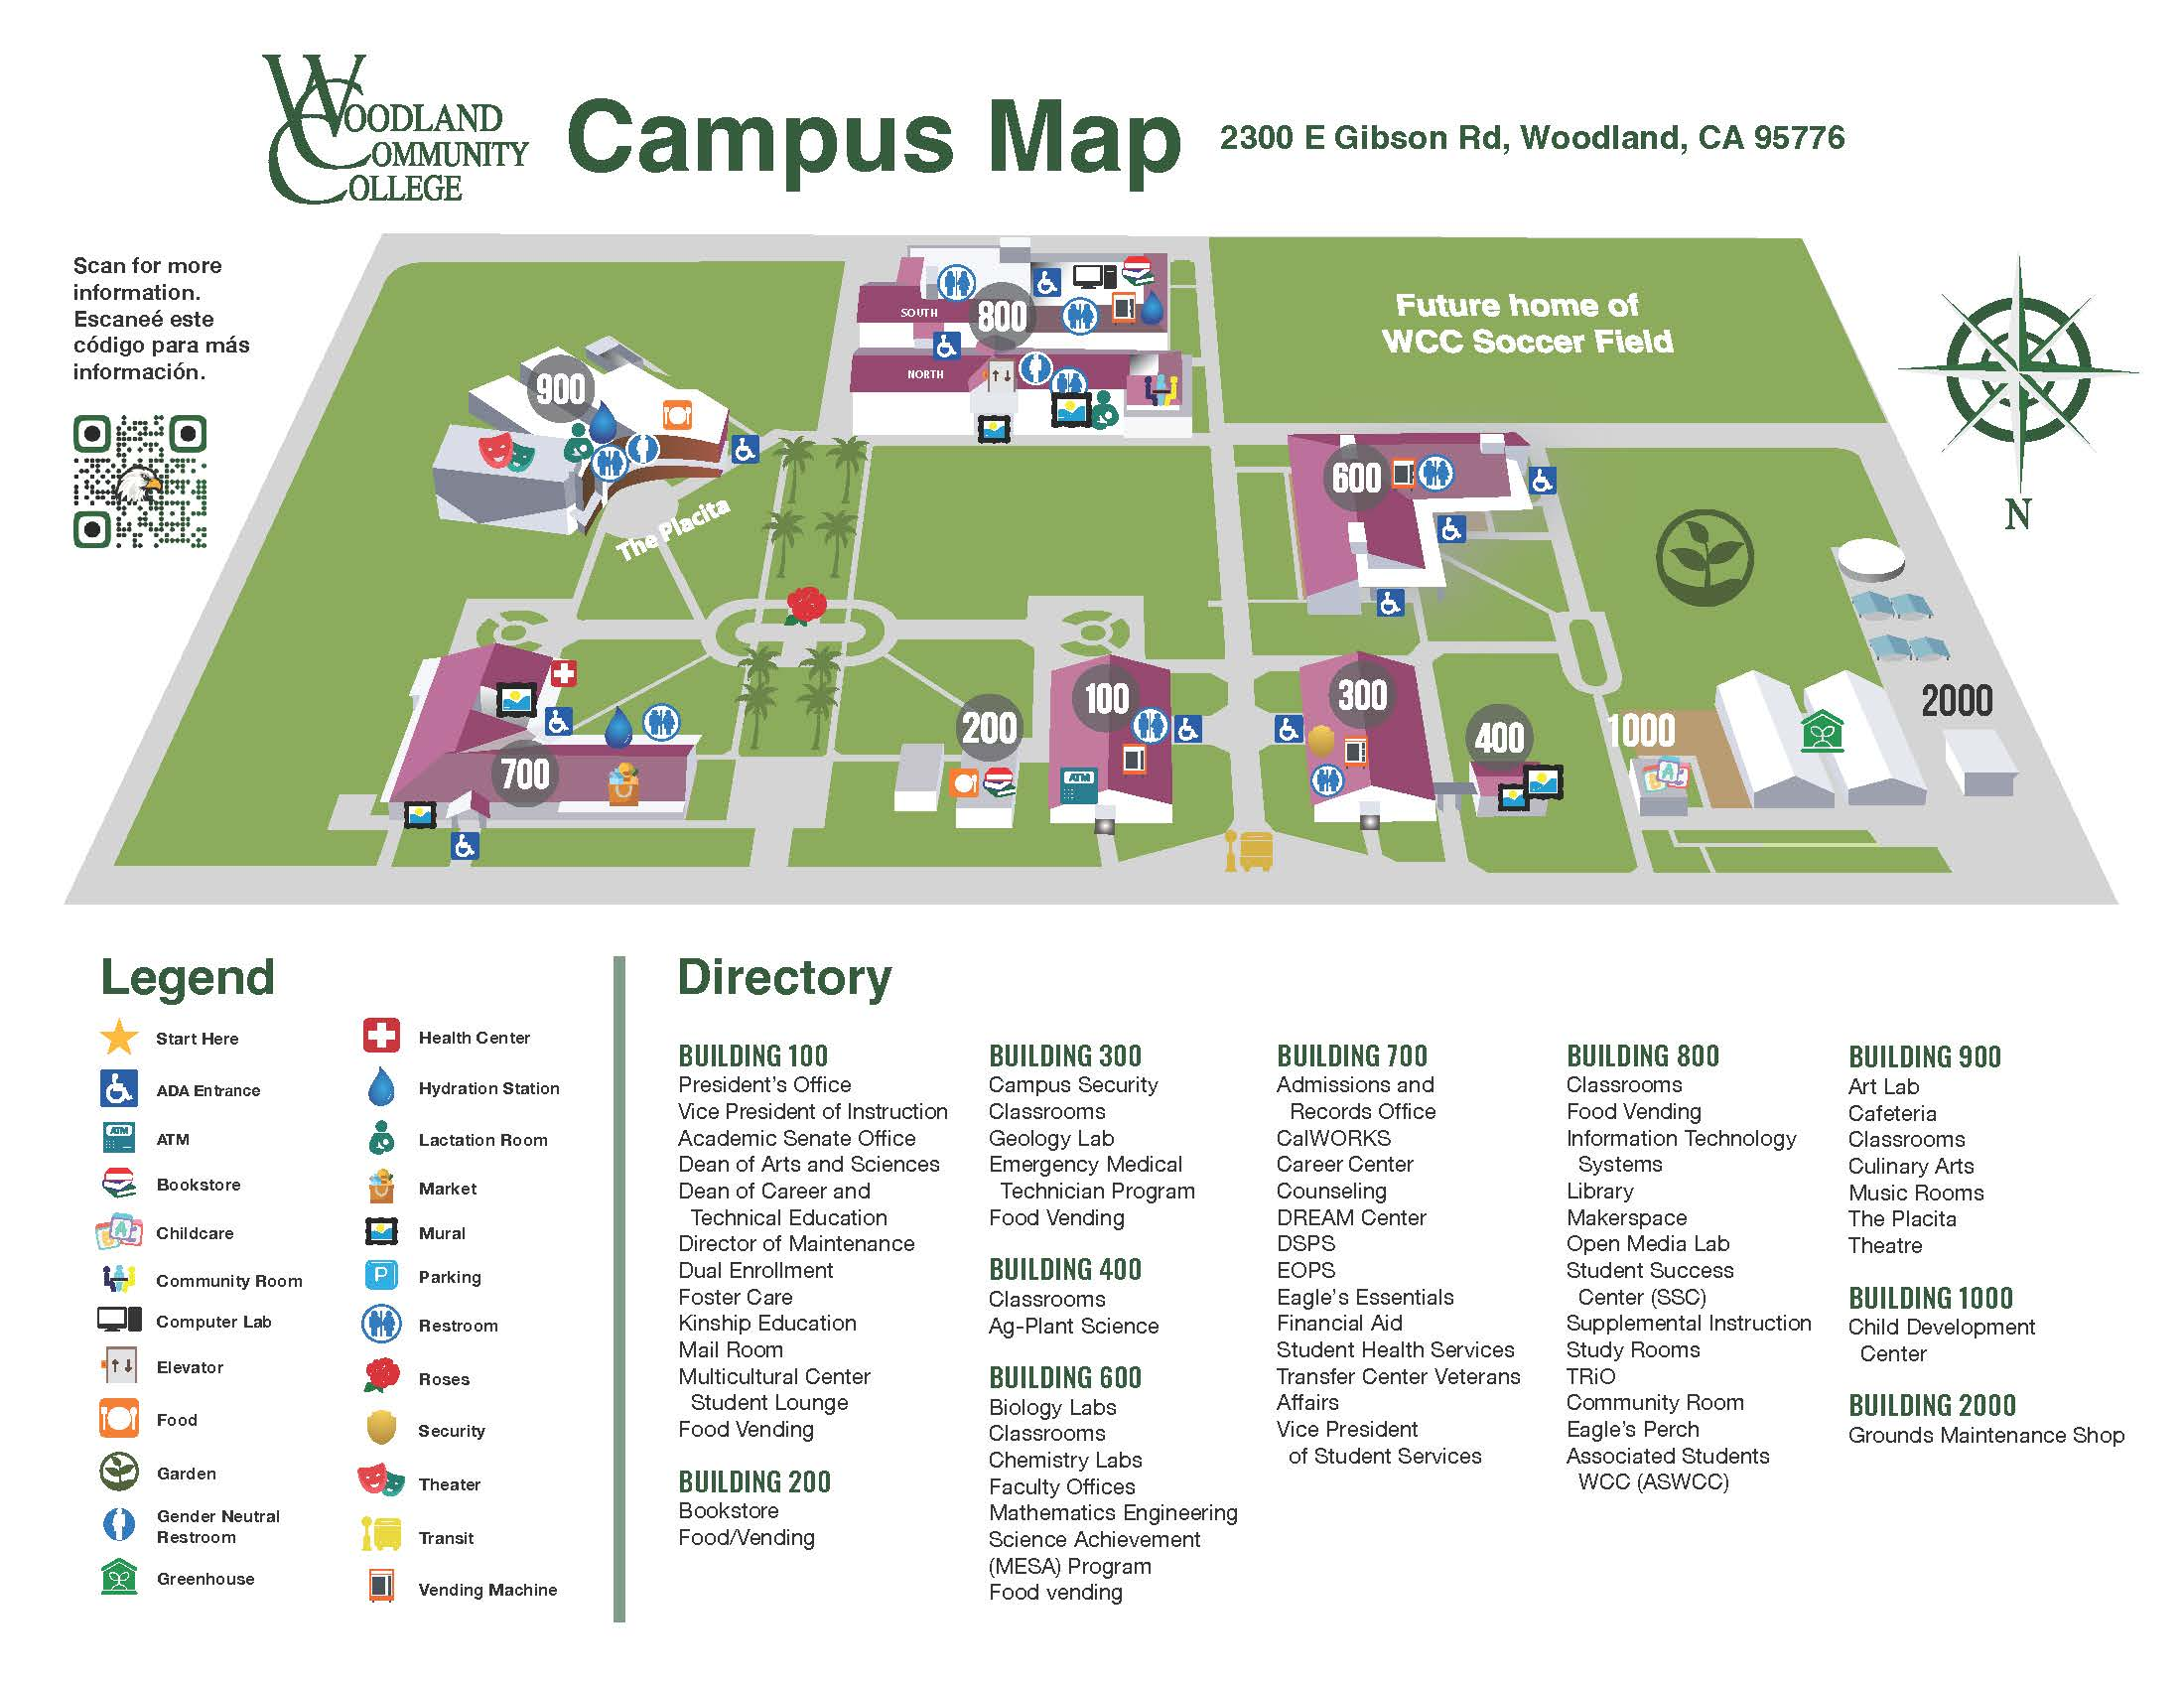 WOODLAND
COMMUNITY
COLLEGE
Campus Map
2300 E Gibson Rd, Woodland, CA 95776
Scan for more
information.
Escaneé este
código para más
información.
SOUTH
800
NORTH
Future home of
WCC Soccer Field
N
900
The Placita
600
700
200
100
ATM
300
400
1000
2000
Legend
Start Here
ADA Entrance
ATM
ATM
Bookstore
Childcare
Community Room
Computer Lab
Elevator
Food
Garden
Gender Neutral
Restroom
Greenhouse
Health Center
Hydration Station
Lactation Room
Market
Mural
P
Parking
Restroom
Roses
Security
Theater
Transit
Vending Machine
Directory
BUILDING 100
President's Office
Vice President of Instruction
Academic Senate Office
Dean of Arts and Sciences
Dean of Career and
Technical Education
Director of Maintenance
Dual Enrollment
Foster Care
Kinship Education
Mail Room
Multicultural Center
Student Lounge
Food Vending
BUILDING 200
Bookstore
Food/Vending
BUILDING 300
Campus Security
Classrooms
Geology Lab
Emergency Medical
Technician Program
Food Vending
BUILDING 400
Classrooms
Ag-Plant Science
BUILDING 600
Biology Labs
Classrooms
Chemistry Labs
Faculty Offices
Mathematics Engineering
Science Achievement
(MESA) Program
Food vending
BUILDING 700
Admissions and
Records Office
CalWORKS
Career Center
Counseling
DREAM Center
DSPS
EOPS
Eagle's Essentials
Financial Aid
Student Health Services
Transfer Center Veterans
Affairs
Vice President
of Student Services
BUILDING 800
Classrooms
Food Vending
Information Technology
Systems
Library
Makerspace
Open Media Lab
Student Success
Center (SSC)
Supplemental Instruction
Study Rooms
TRiO
Community Room
Eagle's Perch
Associated Students
WCC (ASWCC)
BUILDING 900
Art Lab
Cafeteria
Classrooms
Culinary Arts
Music Rooms
The Placita
Theatre
BUILDING 1000
Child Development
Center
BUILDING 2000
Grounds Maintenance Shop